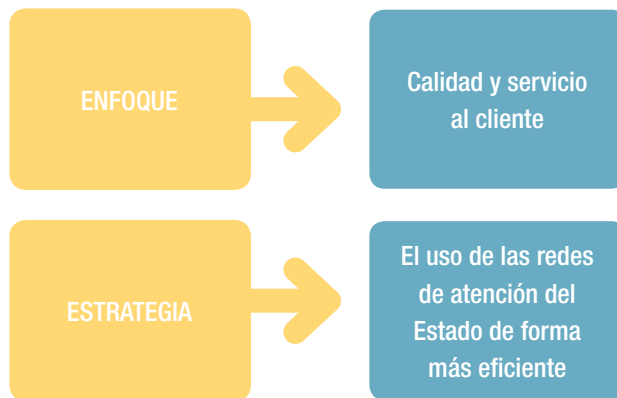 ENFOQUE
Calidad y servicio
al cliente
ESTRATEGIA
El uso de las redes
de atención del
Estado de forma
más eficiente